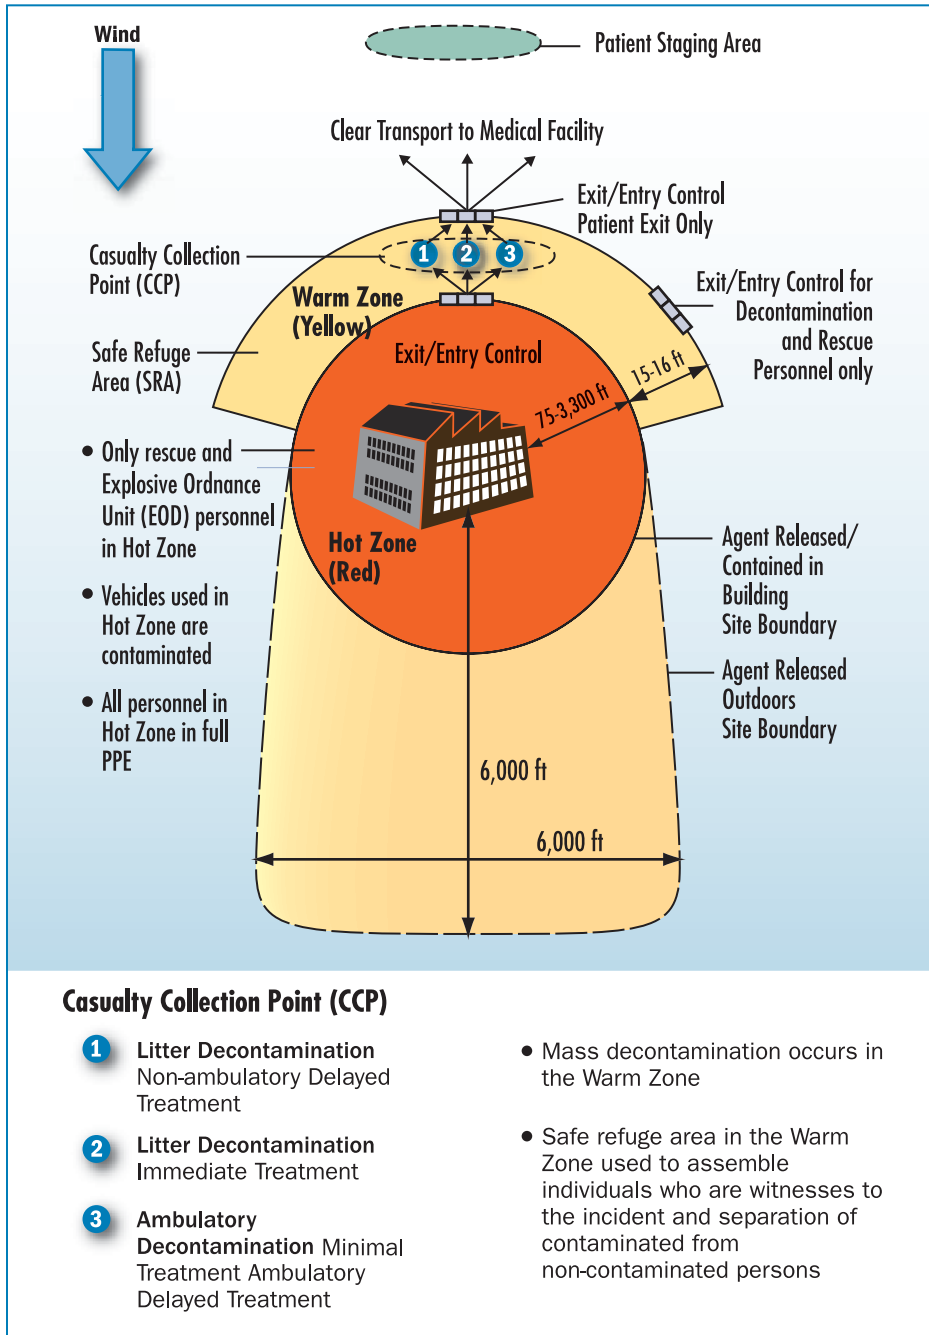 Wind
Patient Staging Area
Clear Transport to Medical Facility
Exit/Entry Control
Patient Exit Only
Casualty Collection
Point (CCP)
1
2
3
Exit/Entry Control for
Decontamination
and Rescue
Personnel only
Warm Zone
(Yellow)
Safe Refuge
Area (SRA)
Exit/Entry Control
15-16 ft
75-3,300 ft
• Only rescue and
Explosive Ordnance
Unit (EOD) personnel
in Hot Zone
Hot Zone
(Red)
Agent Released/
Contained in
Building
Site Boundary
• Vehicles used in
Hot Zone are
contaminated
Agent Released
Outdoors
Site Boundary
• All personnel in
Hot Zone in full
PPE
6,000 ft
6,000 ft
Casualty Collection Point (CCP)
1 Litter Decontamination
Non-ambulatory Delayed
Treatment
2 Litter Decontamination
Immediate Treatment
3 Ambulatory
Decontamination Minimal
Treatment Ambulatory
Delayed Treatment
• Mass decontamination occurs in
the Warm Zone
• Safe refuge area in the Warm
Zone used to assemble
individuals who are witnesses to
the incident and separation of
contaminated from
non-contaminated persons